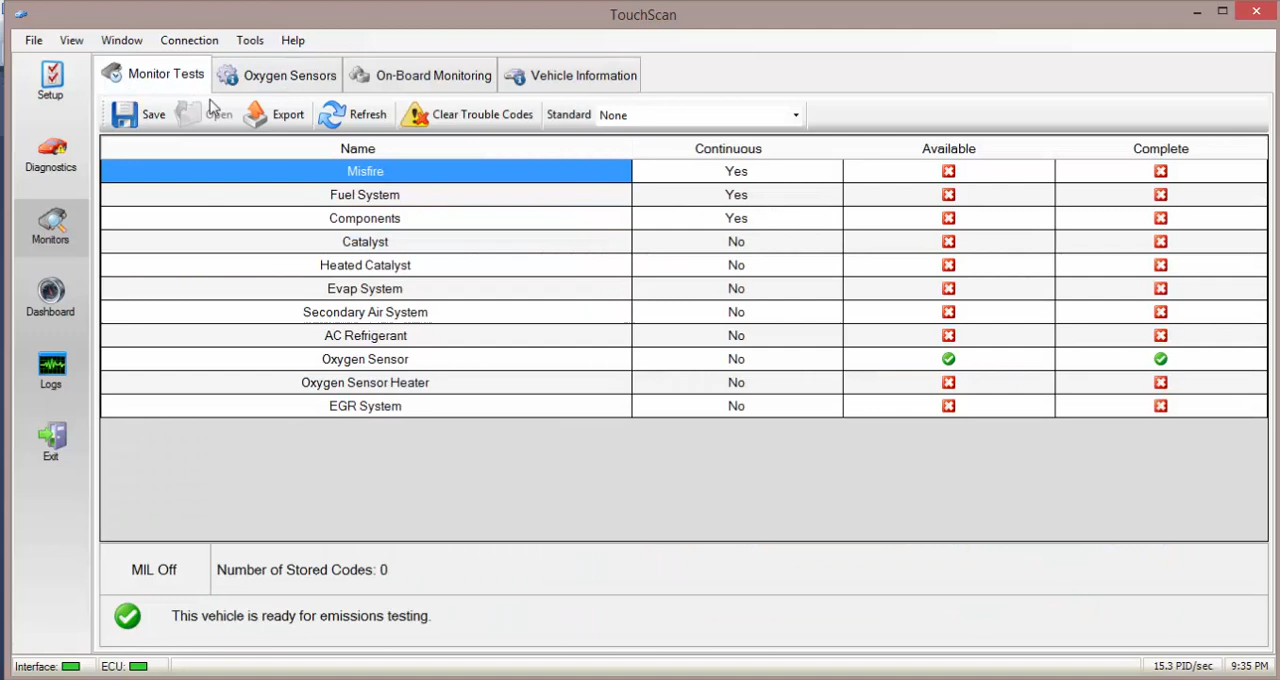 TouchScan
File View Window Connection Tools Help
Setup
Diagnostics
Monitors
Dashboard
Logs
Exit
Monitor Tests Oxygen Sensors On-Board Monitoring Vehicle Information
Save Open Export Refresh Clear Trouble Codes Standard None
Name Continuous Available Complete
Misfire Yes
Fuel System Yes
Components Yes
Catalyst No
Heated Catalyst No
Evap System No
Secondary Air System No
AC Refrigerant No
Oxygen Sensor No
Oxygen Sensor Heater No
EGR System No
MIL Off Number of Stored Codes: 0
This vehicle is ready for emissions testing.
Interface: ECU: 15.3 PID/sec 9:35 PM